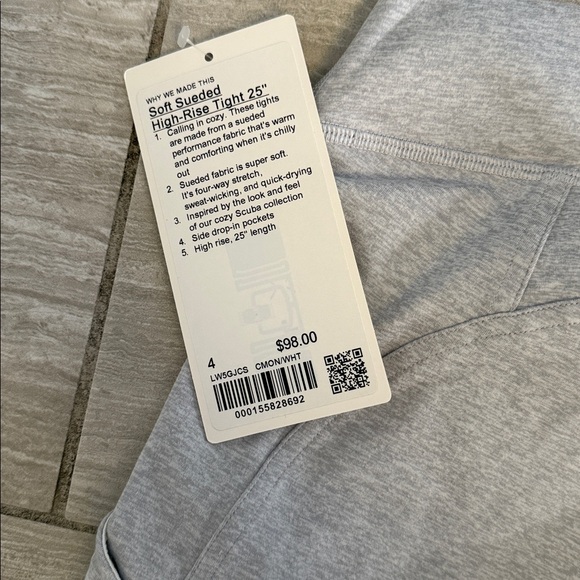 WHY WE MADE THIS
Soft Sueded
High-Rise Tight 25"
1. Calling in cozy. These tights
are made from a sueded
performance fabric that's warm
and comforting when it's chilly
out
2. Sueded fabric is super soft.
It's four-way stretch,
sweat-wicking, and quick-drying
3. Inspired by the look and feel
of our cozy Scuba collection
4. Side drop-in pockets
5. High rise, 25" length
4 $98.00
LW5GJCS CMON/WHT
000155828692